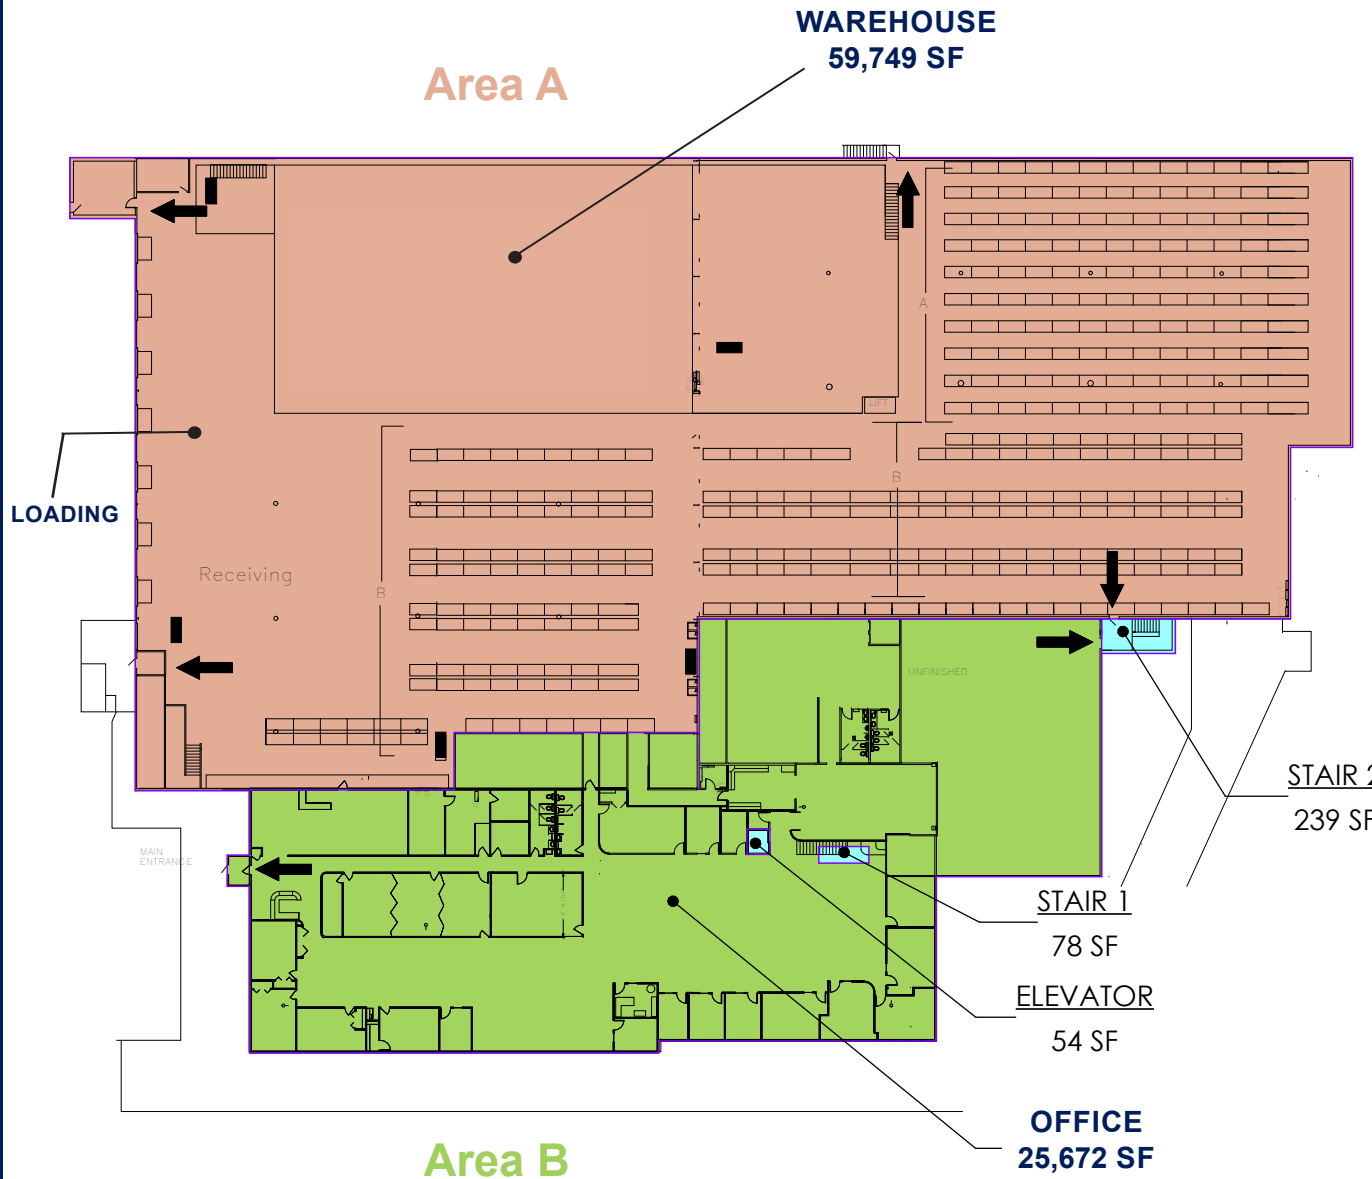 WAREHOUSE
59,749 SF
Area A
A
LIFT
B
LOADING
Receiving
B
UNFINISHED
STAIR 2
239 SF
MAIN
ENTRANCE
STAIR 1
78 SF
ELEVATOR
54 SF
OFFICE
25,672 SF
Area B